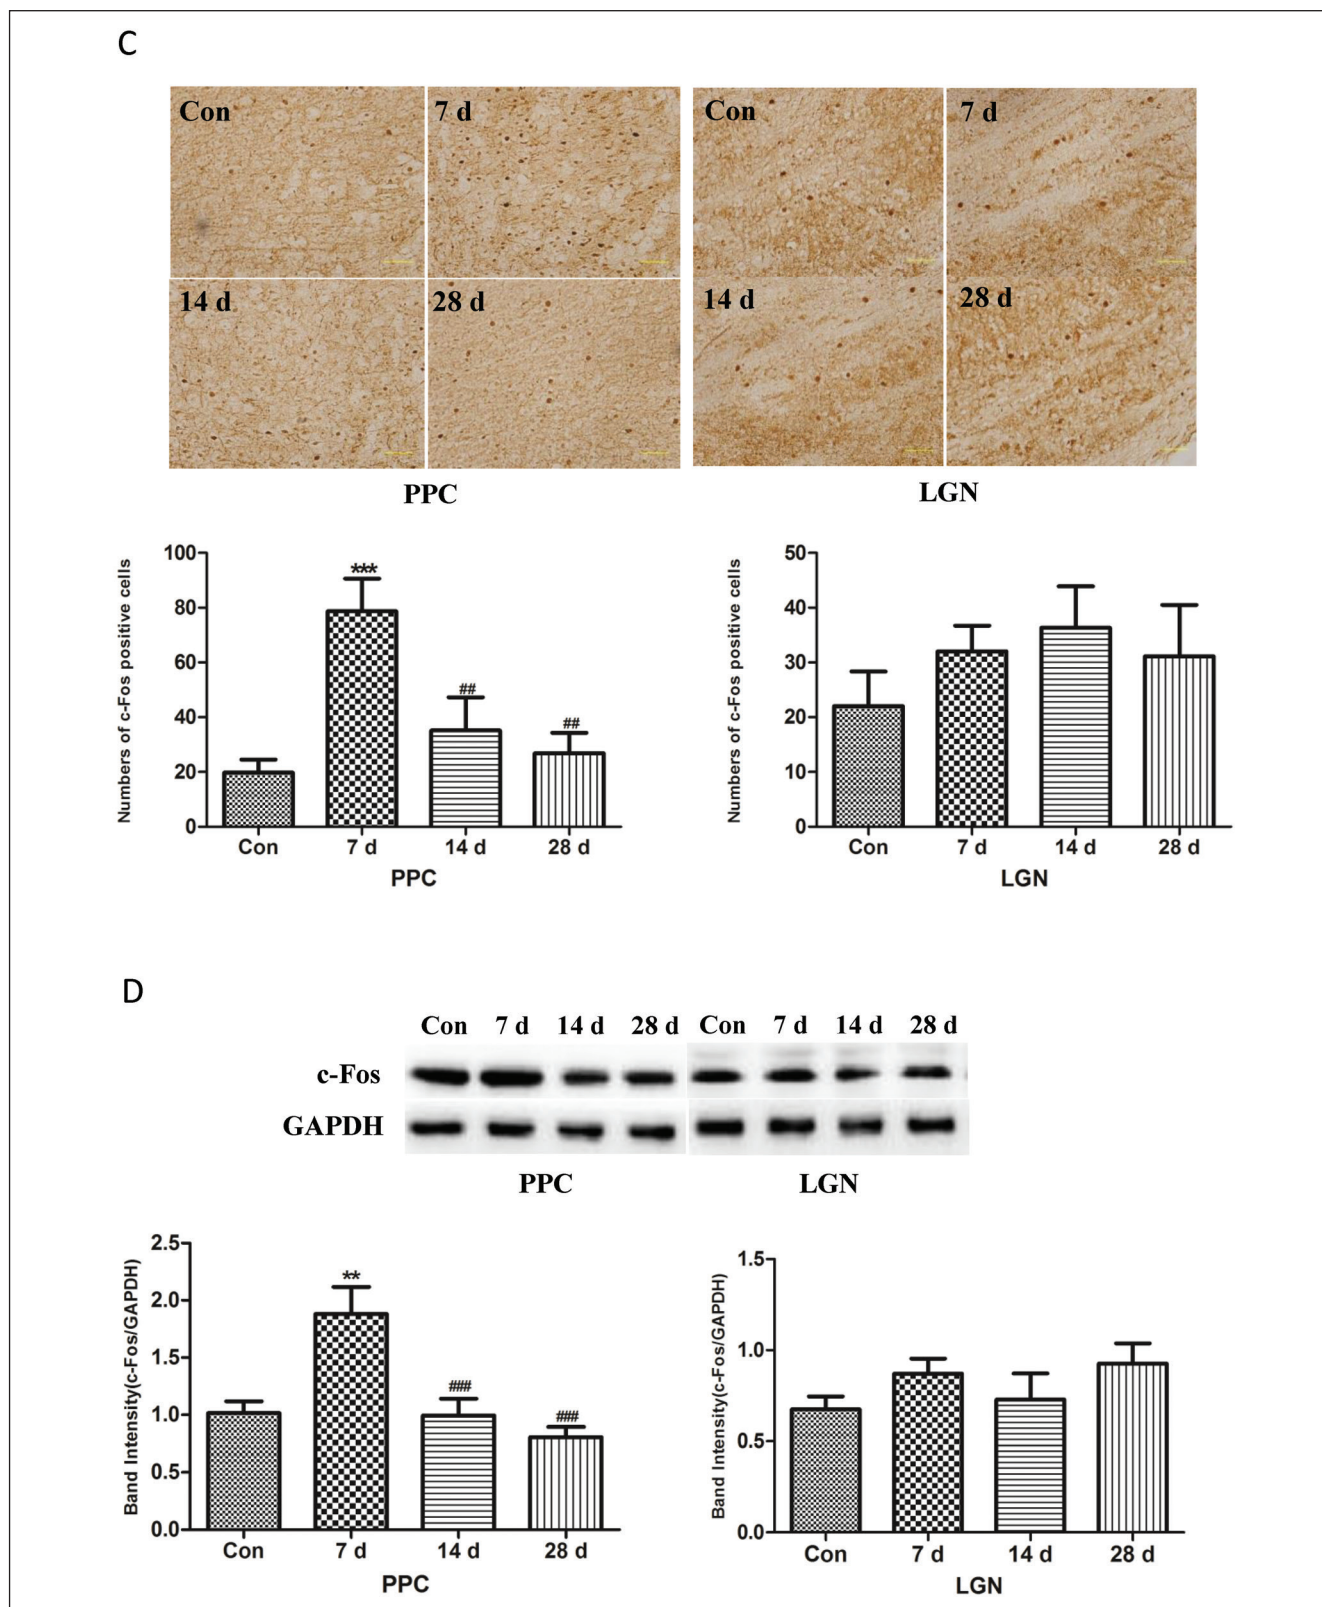 C
Con 7 d Con 7 d
14 d 28 d 14 d 28 d
PPC LGN
Numbers of c-Fos positive cells
100
80
60
40
20
0
***
##
##
Con 7 d 14 d 28 d
PPC
Numbers of c-Fos positive cells
50
40
30
20
10
0
Con 7 d 14 d 28 d
LGN
D
Con 7 d 14 d 28 d Con 7 d 14 d 28 d
c-Fos
GAPDH
PPC LGN
Band Intensity(c-Fos/GAPDH)
2.5
2.0
1.5
1.0
0.5
0.0
**
###
###
Con 7 d 14 d 28 d
PPC
Band Intensity(c-Fos/GAPDH)
1.5
1.0
0.5
0.0
Con 7 d 14 d 28 d
LGN